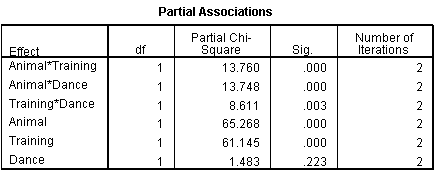 Partial Associations
Effect df Partial Chi-Square Sig. Number of Iterations
Animal*Training 1 13.760 .000 2
Animal*Dance 1 13.748 .000 2
Training*Dance 1 8.611 .003 2
Animal 1 65.268 .000 2
Training 1 61.145 .000 2
Dance 1 1.483 .223 2